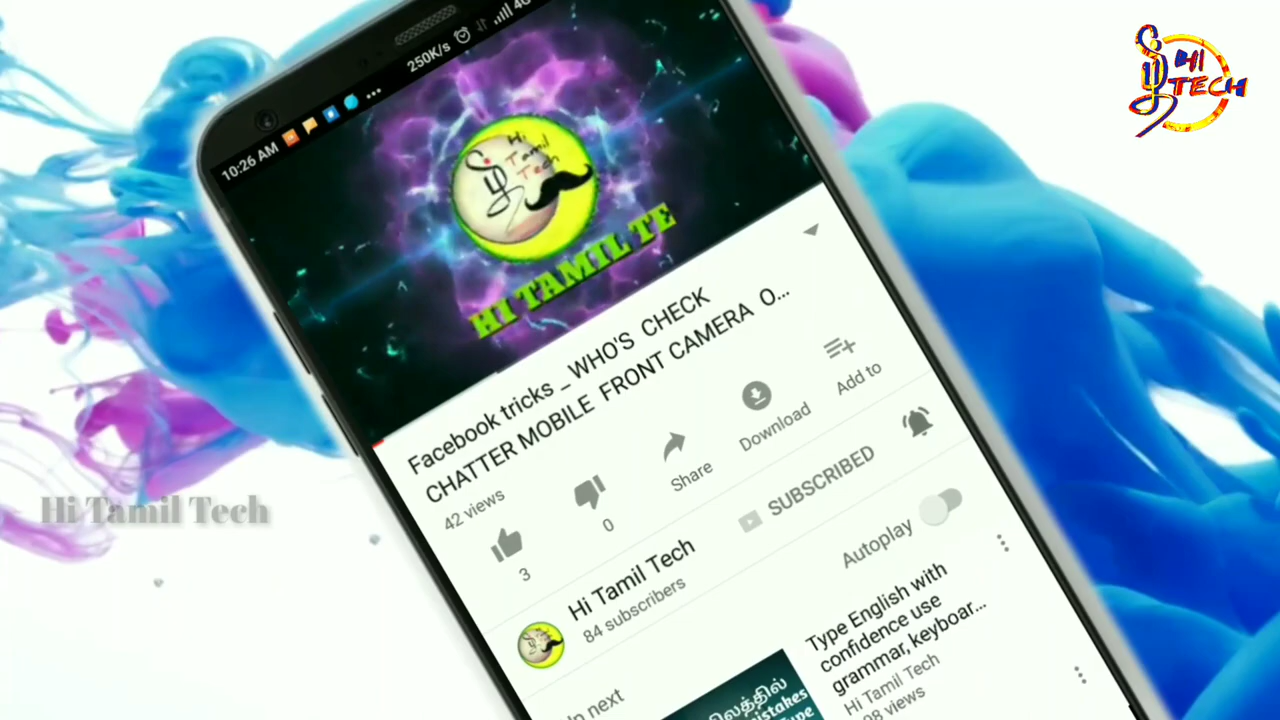 10:26 AM
250K/s
4G
Hi
Tamil
Tech
HI TAMIL TE
TECH
Facebook tricks _ WHO'S CHECK
CHATTER MOBILE FRONT CAMERA O...
42 views
3
0
Share
Download
Add to
Hi Tamil Tech
84 subscribers
SUBSCRIBED
Autoplay
next
Type English with
confidence use
grammar, keyboar...
Hi Tamil Tech
98 views
Hi Tamil Tech